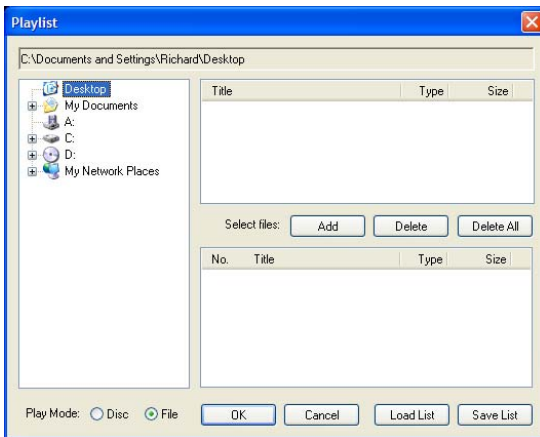 Playlist
C:\Documents and Settings\Richard\Desktop
Desktop
My Documents
A:
C:
D:
My Network Places
Title Type Size
Select files: Add Delete Delete All
No. Title Type Size
Play Mode: Disc File OK Cancel Load List Save List